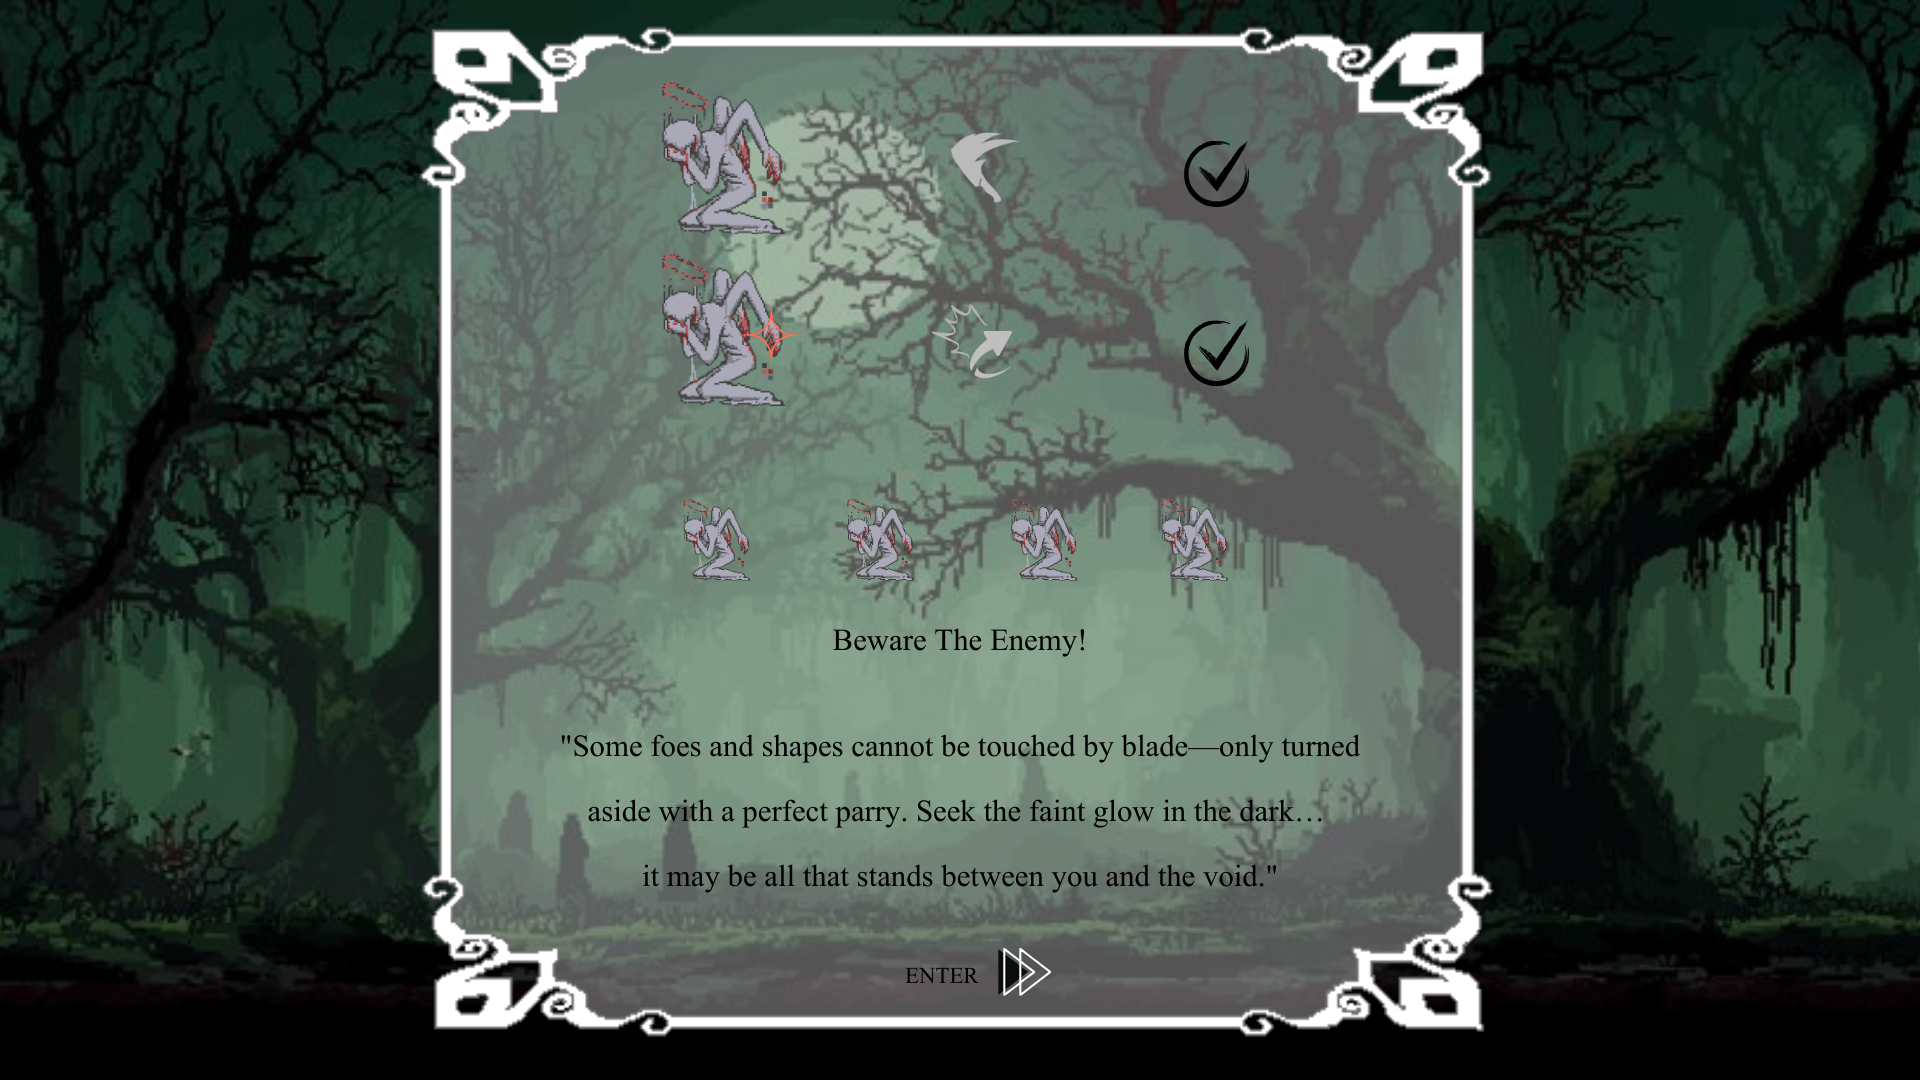 Beware The Enemy!
"Some foes and shapes cannot be touched by blade—only turned
aside with a perfect parry. Seek the faint glow in the dark…
it may be all that stands between you and the void."
ENTER